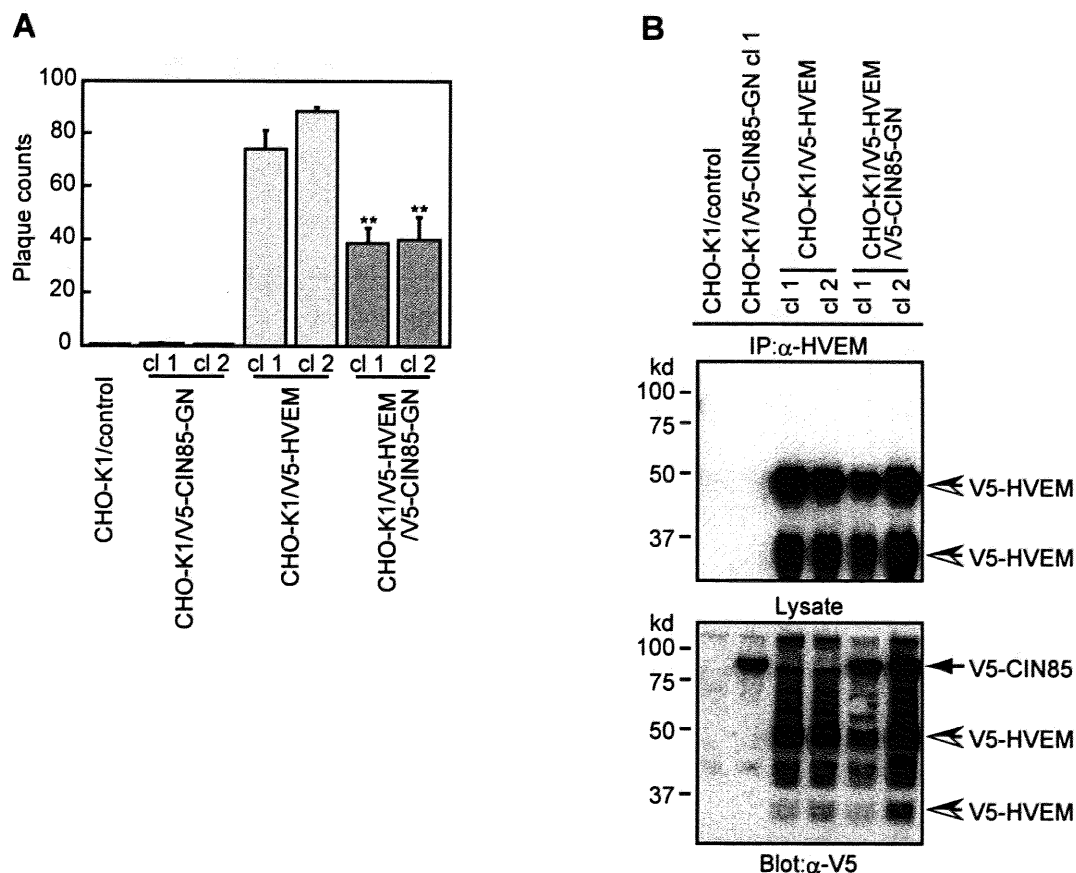 A
100
80
60
40
20
0
Plaque counts
**
**
cl 1
cl 2
cl 1
cl 2
cl 1
cl 2
CHO-K1/control
CHO-K1/V5-CIN85-GN
CHO-K1/V5-HVEM
CHO-K1/V5-HVEM
/V5-CIN85-GN
B
CHO-K1/control
CHO-K1/V5-CIN85-GN cl 1
CHO-K1/V5-HVEM
CHO-K1/V5-HVEM
/V5-CIN85-GN
cl 1
cl 2
cl 1
cl 2
IP:α-HVEM
kd
100
75
50
37
V5-HVEM
V5-HVEM
Lysate
kd
100
75
50
37
V5-CIN85
V5-HVEM
V5-HVEM
Blot:α-V5